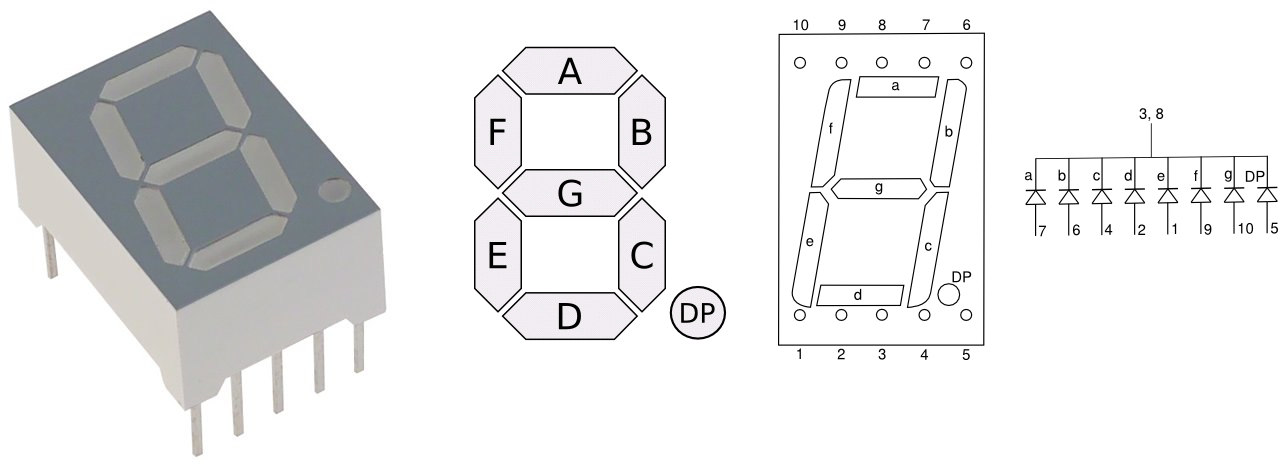 A
F
B
G
E
C
D
DP
10 9 8 7 6
a
f
b
g
e
c
d
DP
1 2 3 4 5
3, 8
a b c d e f g DP
7 6 4 2 1 9 10 5